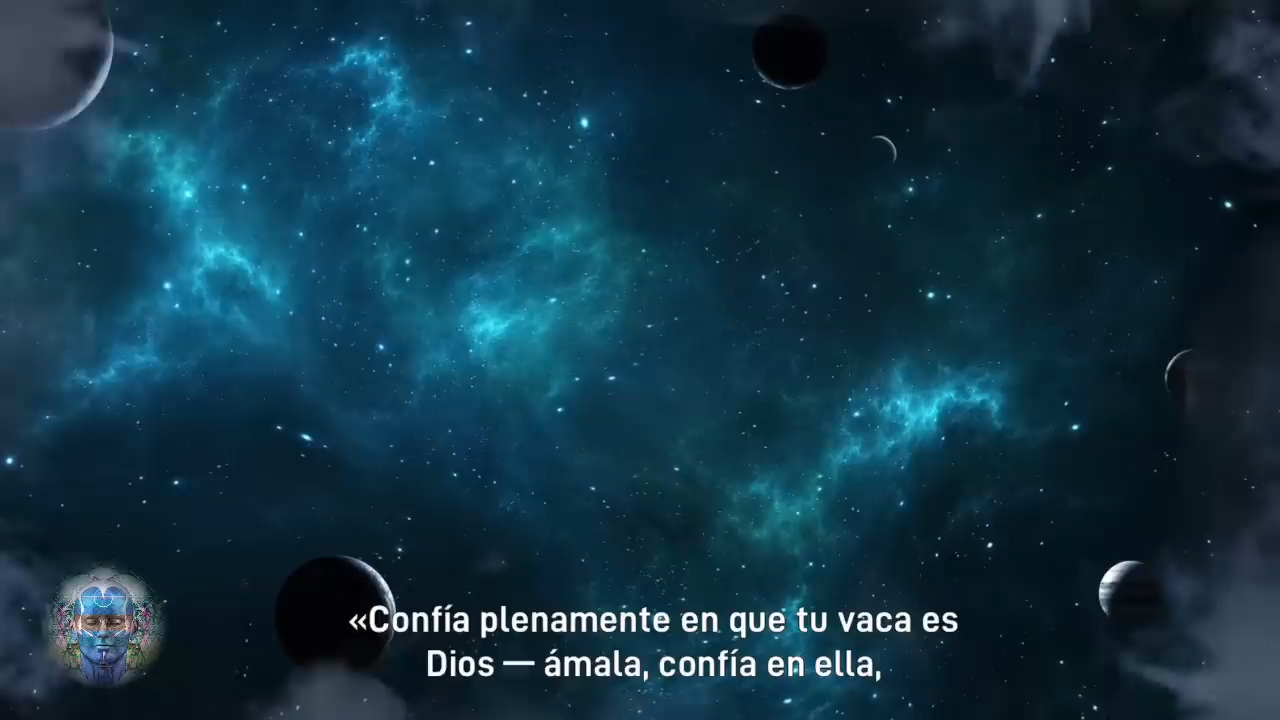 «Confía plenamente en que tu vaca es
Dios — ámala, confía en ella,